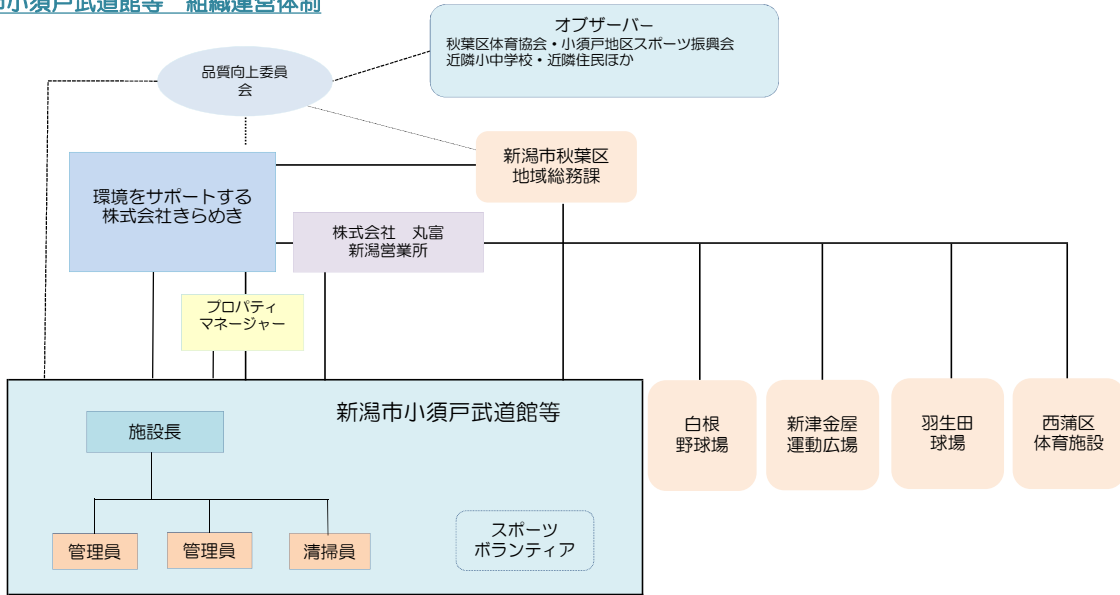 市小須戸武道館等　組織運営体制
オブザーバー
秋葉区体育協会・小須戸地区スポーツ振興会
近隣小中学校・近隣住民ほか
品質向上委員
会
新潟市秋葉区
地域総務課
環境をサポートする
株式会社きらめき
株式会社　丸富
新潟営業所
プロパティ
マネージャー
新潟市小須戸武道館等
施設長
管理員
管理員
清掃員
スポーツ
ボランティア
白根
野球場
新津金屋
運動広場
羽生田
球場
西蒲区
体育施設